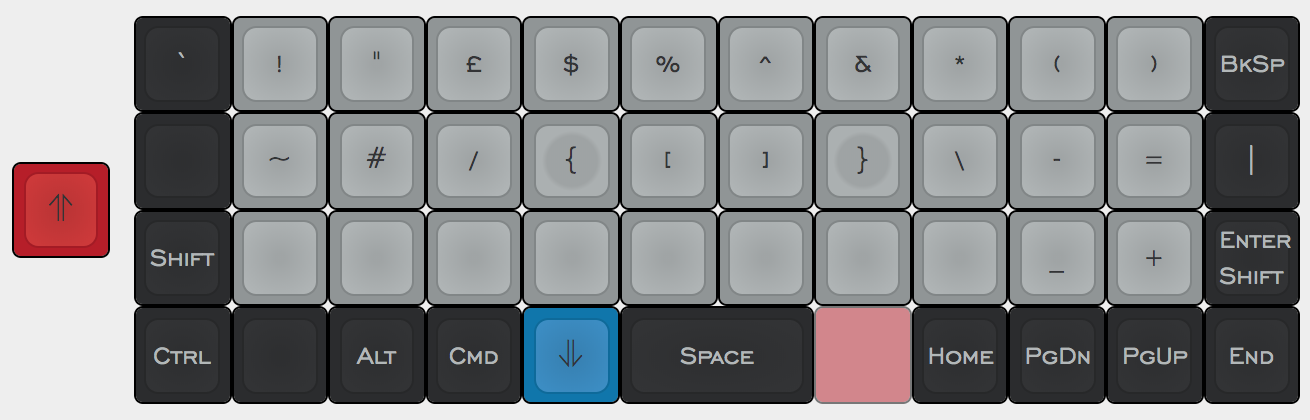 ` ! " £ $ % ^ & * ( ) BkSp
~ # / { [ ] } \ - = |
⇑
Shift _ + Enter
Shift
Ctrl Alt Cmd ⇓ Space Home PgDn PgUp End